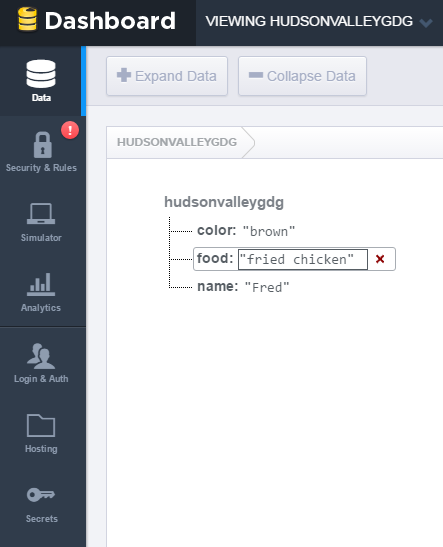 Dashboard
VIEWING HUDSONVALLEYGDG
Data
!
Security & Rules
Simulator
Analytics
Login & Auth
Hosting
Secrets
Expand Data
Collapse Data
HUDSONVALLEYGDG
hudsonvalleygdg
color: "brown"
food: "fried chicken"
name: "Fred"